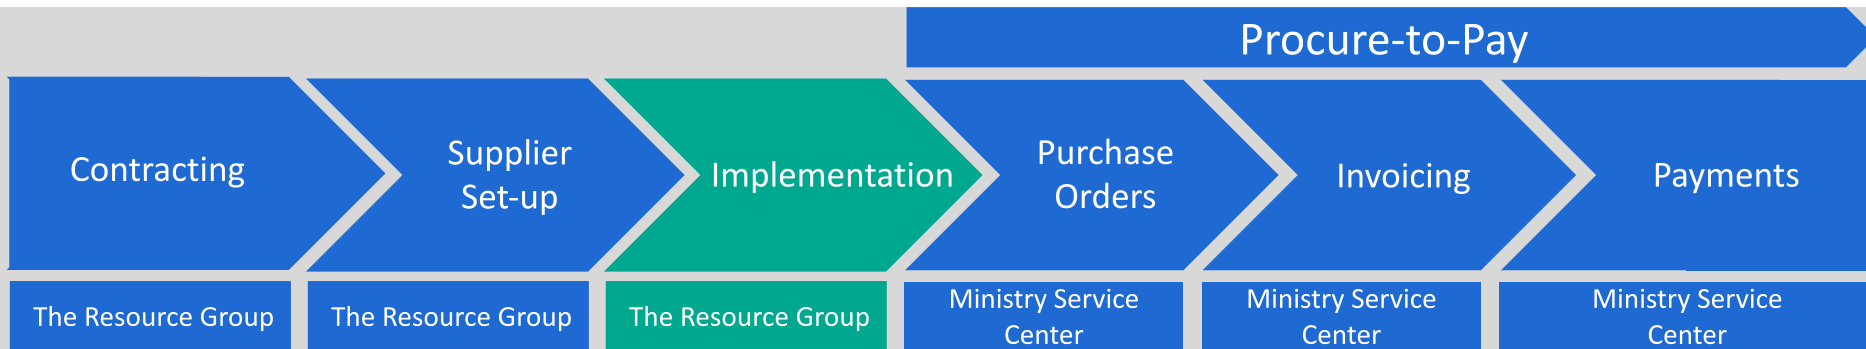 Procure-to-Pay
Contracting
Supplier
Set-up
Implementation
Purchase
Orders
Invoicing
Payments
The Resource Group
The Resource Group
The Resource Group
Ministry Service
Center
Ministry Service
Center
Ministry Service
Center